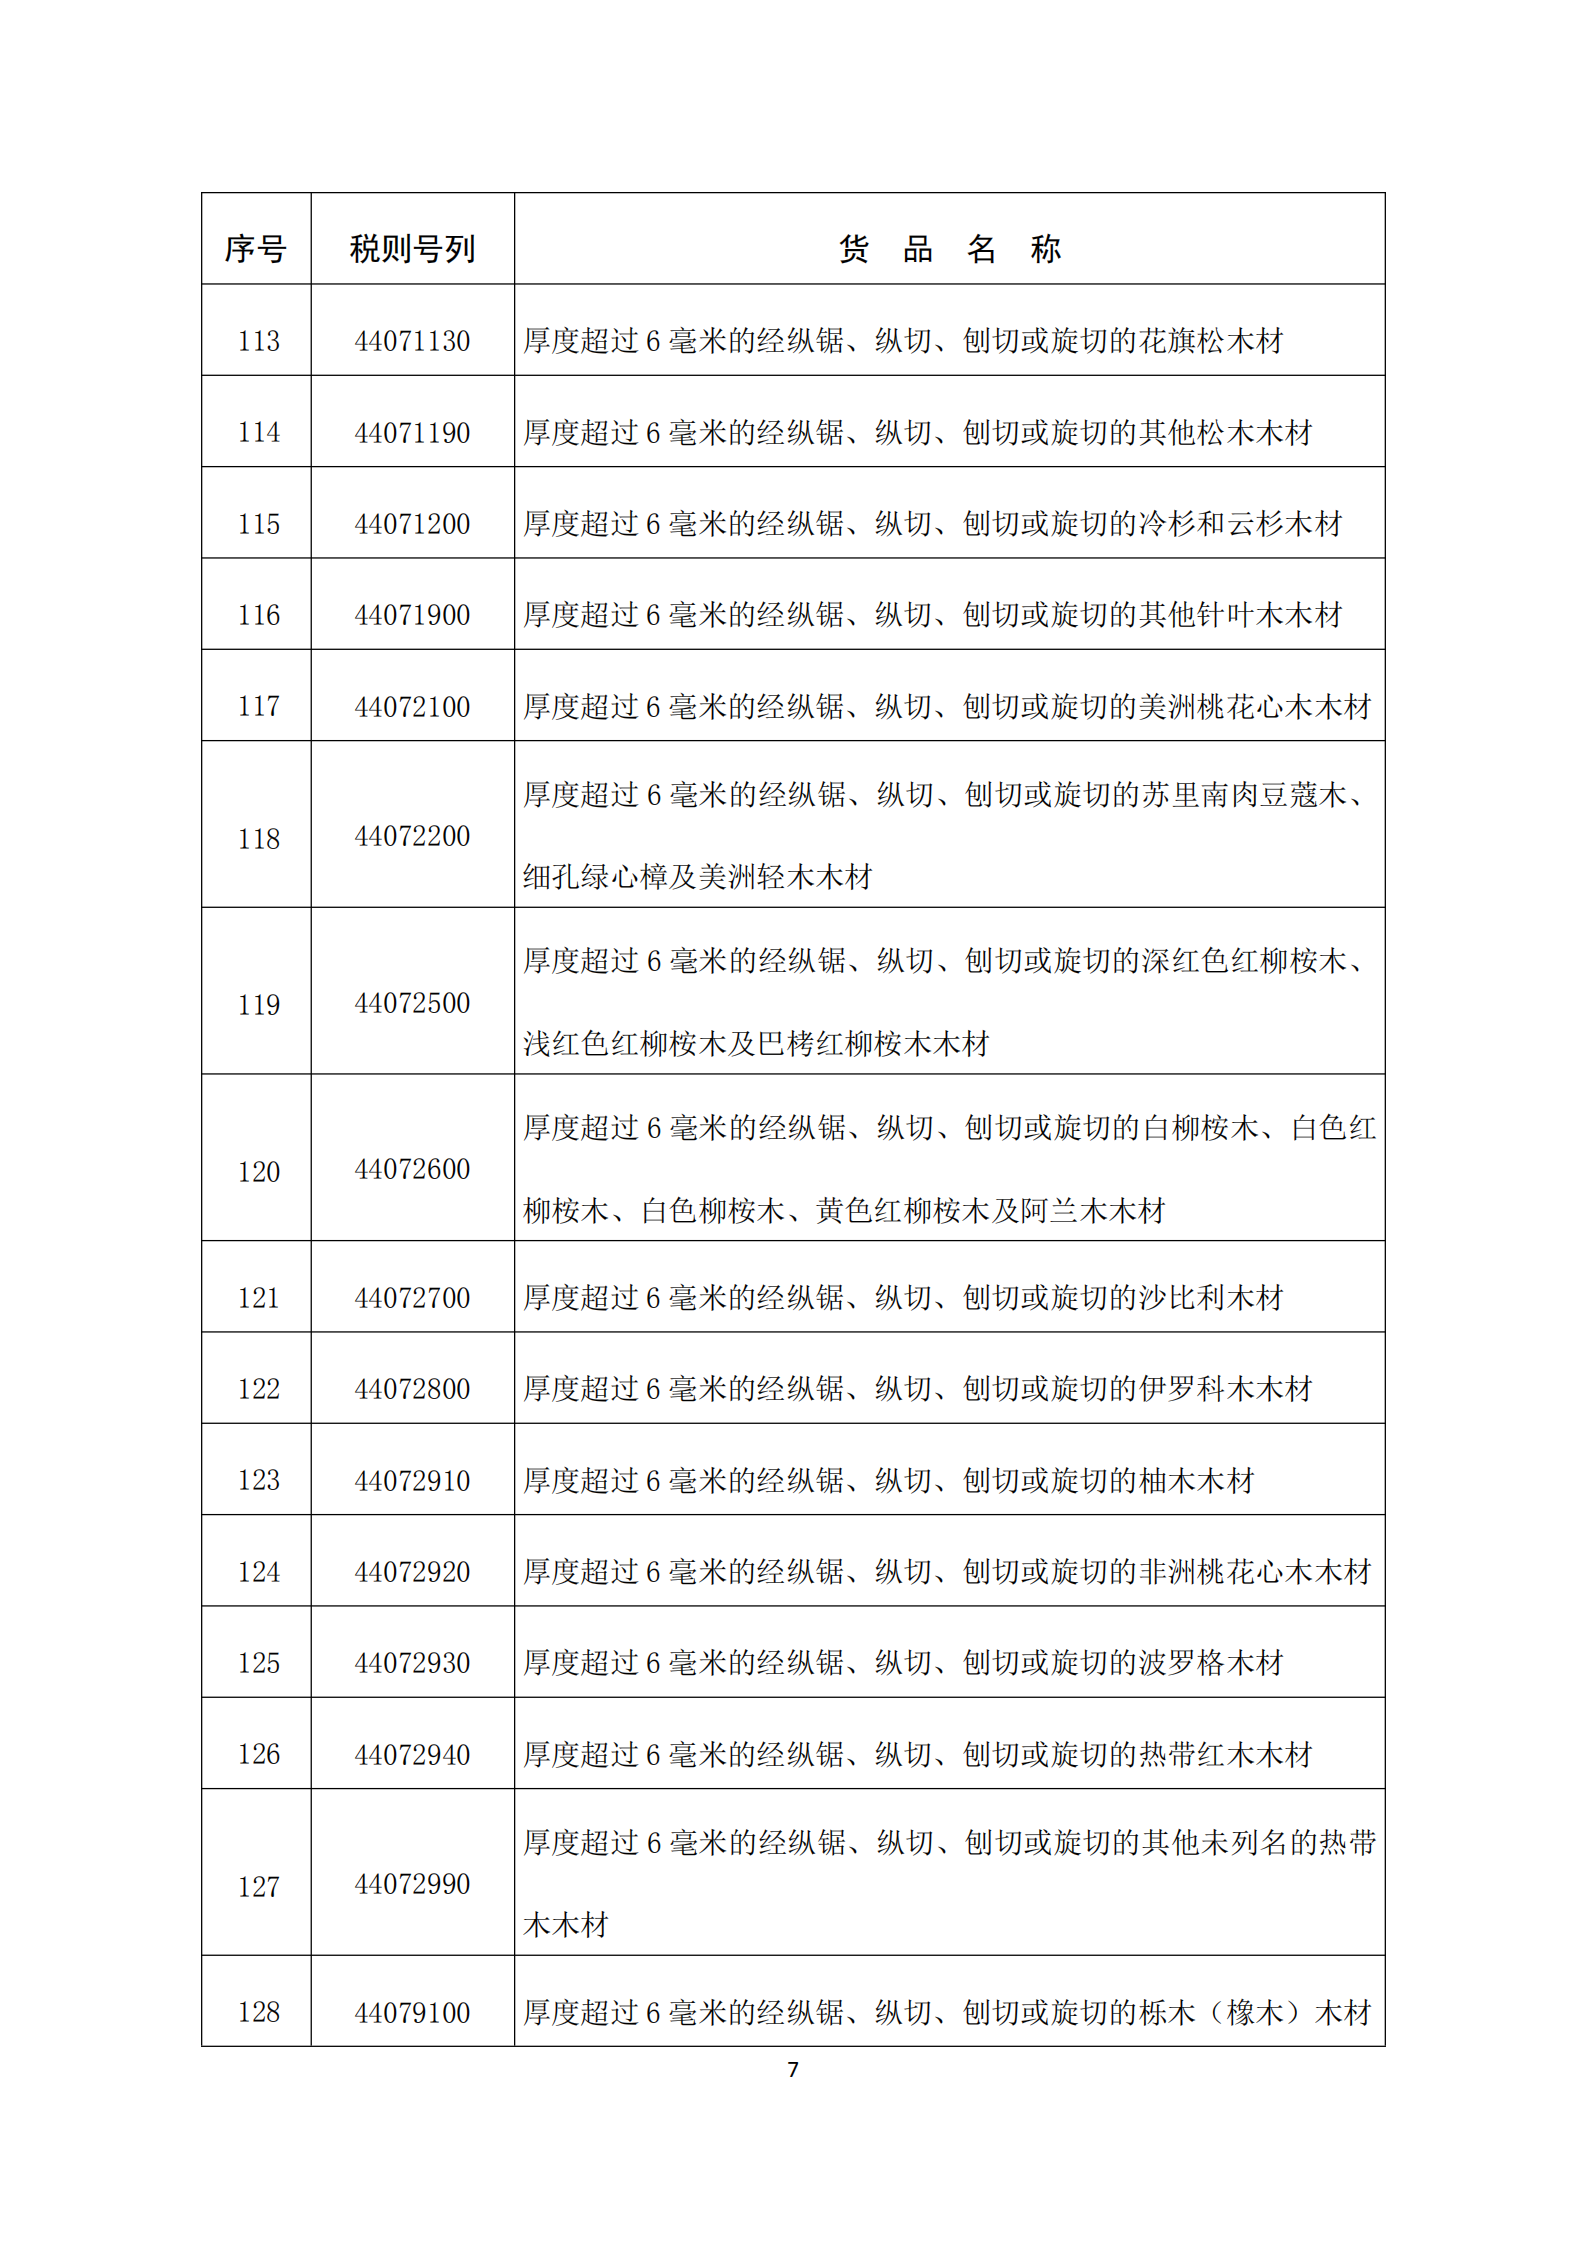 序号 税则号列 货 品 名 称
113 44071130 厚度超过 6 毫米的经纵锯、纵切、刨切或旋切的花旗松木材
114 44071190 厚度超过 6 毫米的经纵锯、纵切、刨切或旋切的其他松木木材
115 44071200 厚度超过 6 毫米的经纵锯、纵切、刨切或旋切的冷杉和云杉木材
116 44071900 厚度超过 6 毫米的经纵锯、纵切、刨切或旋切的其他针叶木木材
117 44072100 厚度超过 6 毫米的经纵锯、纵切、刨切或旋切的美洲桃花心木木材
118 44072200 厚度超过 6 毫米的经纵锯、纵切、刨切或旋切的苏里南肉豆蔻木、
细孔绿心樟及美洲轻木木材
119 44072500 厚度超过 6 毫米的经纵锯、纵切、刨切或旋切的深红色红柳桉木、
浅红色红柳桉木及巴栲红柳桉木木材
120 44072600 厚度超过 6 毫米的经纵锯、纵切、刨切或旋切的白柳桉木、白色红
柳桉木、白色柳桉木、黄色红柳桉木及阿兰木木材
121 44072700 厚度超过 6 毫米的经纵锯、纵切、刨切或旋切的沙比利木材
122 44072800 厚度超过 6 毫米的经纵锯、纵切、刨切或旋切的伊罗科木木材
123 44072910 厚度超过 6 毫米的经纵锯、纵切、刨切或旋切的柚木木材
124 44072920 厚度超过 6 毫米的经纵锯、纵切、刨切或旋切的非洲桃花心木木材
125 44072930 厚度超过 6 毫米的经纵锯、纵切、刨切或旋切的波罗格木材
126 44072940 厚度超过 6 毫米的经纵锯、纵切、刨切或旋切的热带红木木材
127 44072990 厚度超过 6 毫米的经纵锯、纵切、刨切或旋切的其他未列名的热带
木木材
128 44079100 厚度超过 6 毫米的经纵锯、纵切、刨切或旋切的栎木（橡木）木材
7